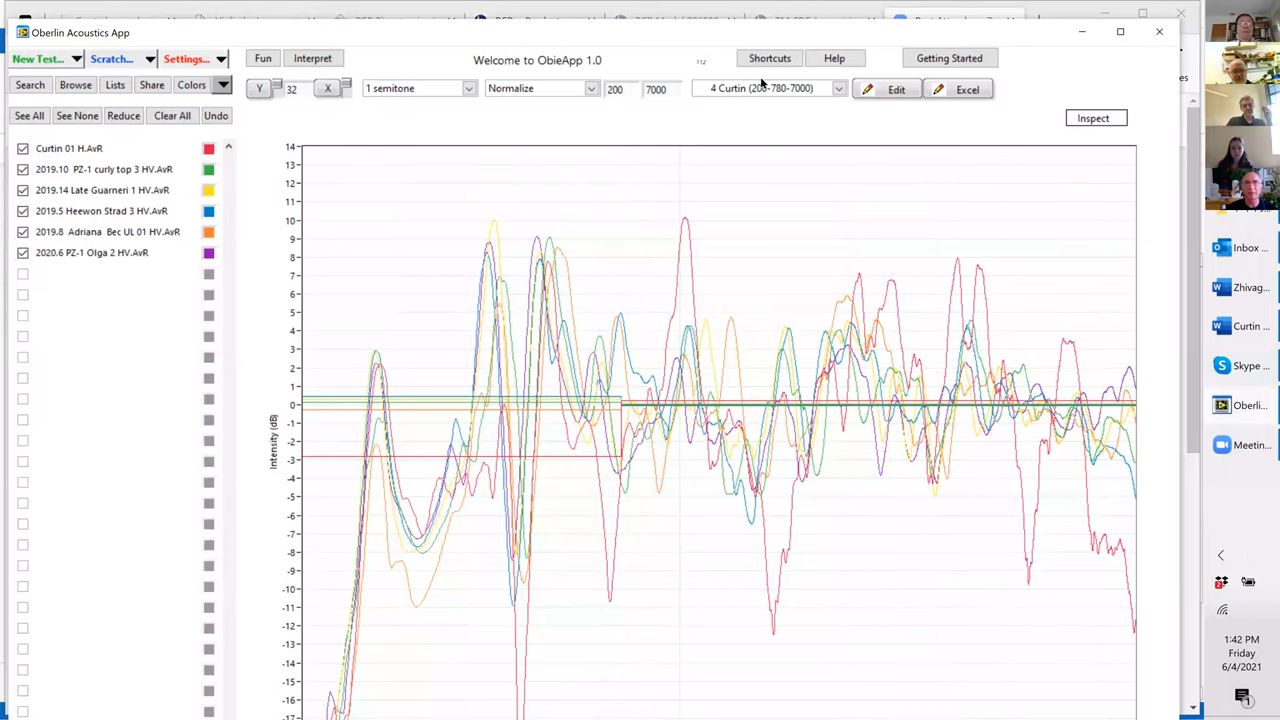 Oberlin Acoustics App
New Test... Scratch... Settings... Fun Interpret Welcome to ObieApp 1.0 Shortcuts Help Getting Started
Search Browse Lists Share Colors Y 32 X 1 semitone Normalize 200 7000 4 Curtin (200-780-7000) Edit Excel
See All See None Reduce Clear All Undo Inspect
Curtin 01 H.AvR
2019.10 PZ-1 curly top 3 HV.AvR
2019.14 Late Guarneri 1 HV.AvR
2019.5 Heewon Strad 3 HV.AvR
2019.8 Adriana Bec UL 01 HV.AvR
2020.6 PZ-1 Olga 2 HV.AvR
Intensity (dB)
14
13
12
11
10
9
8
7
6
5
4
3
2
1
0
-1
-2
-3
-4
-5
-6
-7
-8
-9
-10
-11
-12
-13
-14
-15
-16
-17
Inbox ...
Zhivag...
Curtin ...
Skype ...
Oberli...
Meetin...
1:42 PM
Friday
6/4/2021
1